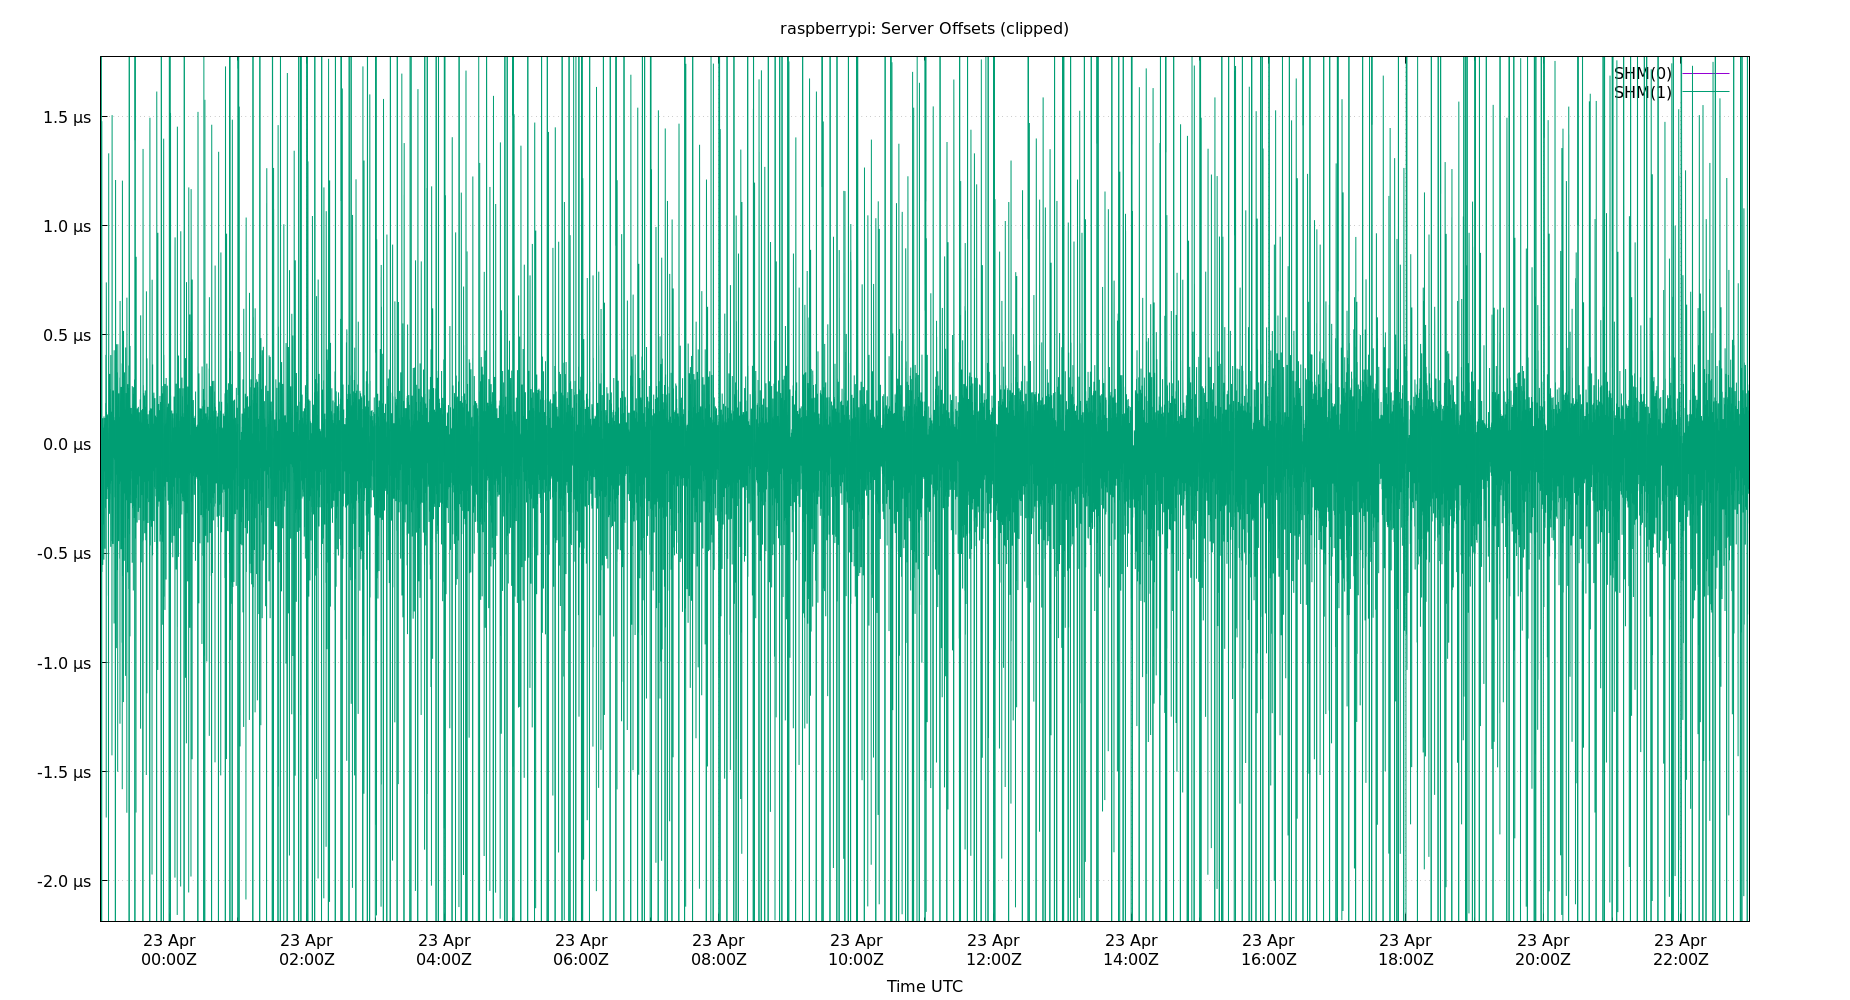 raspberrypi: Server Offsets (clipped)
SHM(0)
SHM(1)
1.5 µs
1.0 µs
0.5 µs
0.0 µs
-0.5 µs
-1.0 µs
-1.5 µs
-2.0 µs
23 Apr 23 Apr 23 Apr 23 Apr 23 Apr 23 Apr 23 Apr 23 Apr 23 Apr 23 Apr 23 Apr 23 Apr
00:00Z 02:00Z 04:00Z 06:00Z 08:00Z 10:00Z 12:00Z 14:00Z 16:00Z 18:00Z 20:00Z 22:00Z
Time UTC